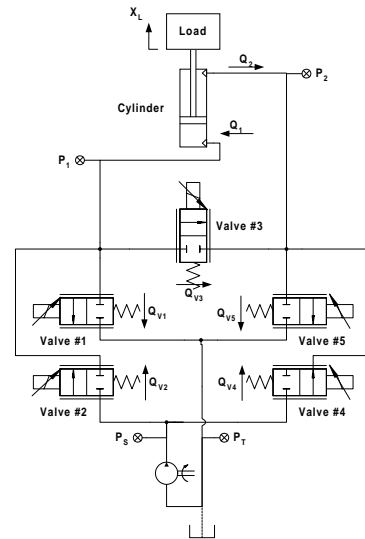 X_L
Load
Q_2
P_2
Cylinder
Q_1
P_1
Valve #3
Q_V3
Q_V1
Q_V5
Valve #1
Valve #5
Q_V2
Q_V4
Valve #2
Valve #4
P_S
P_T